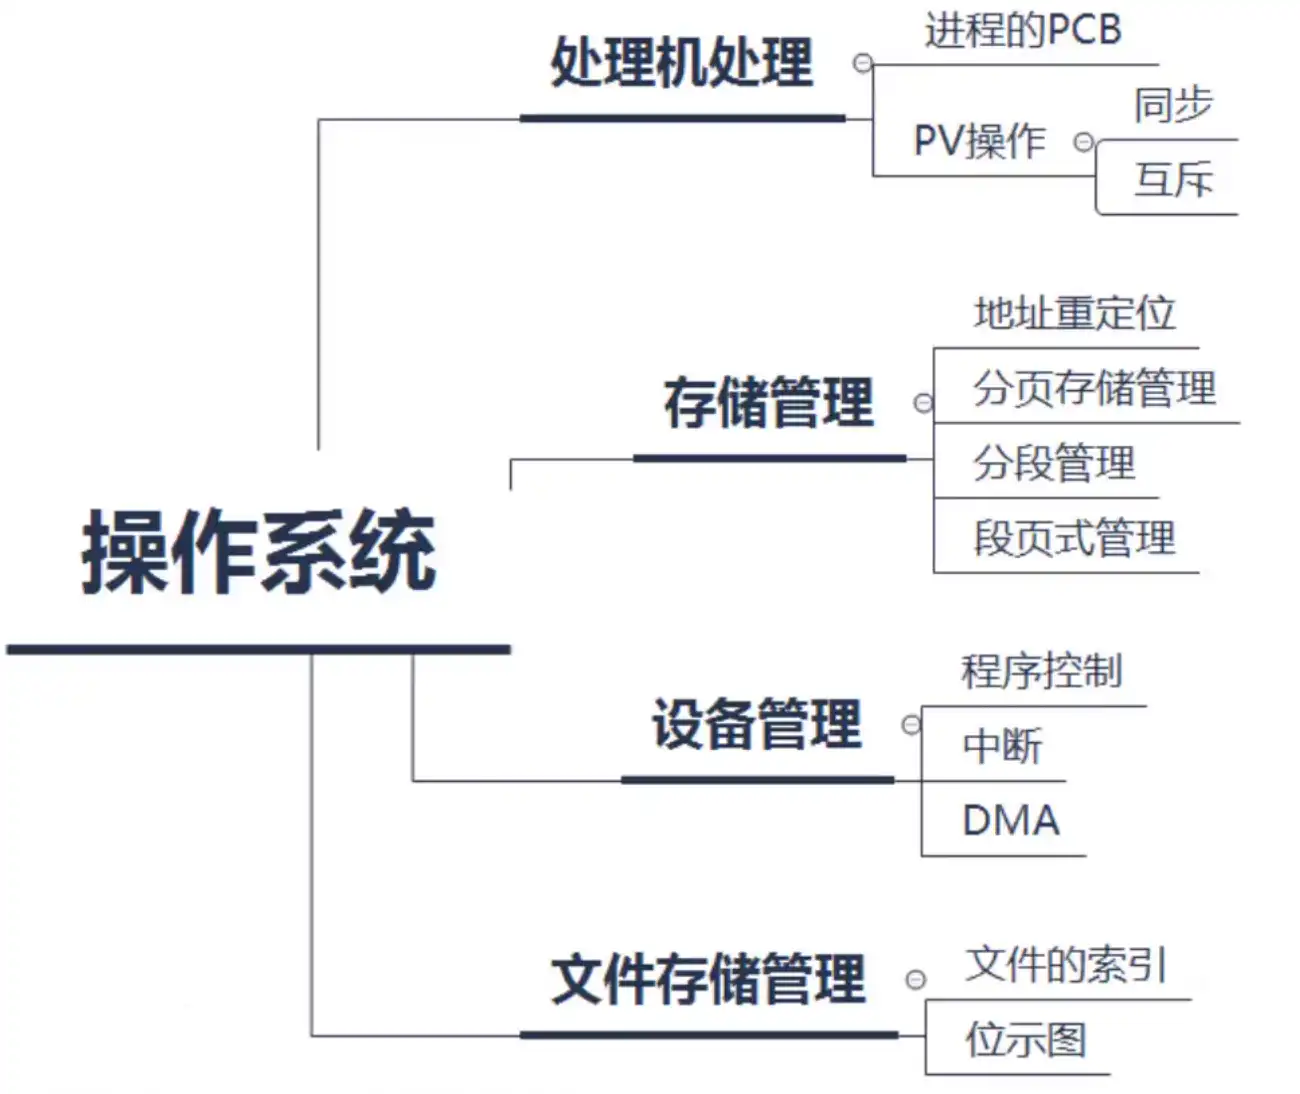 操作系统
处理机处理
进程的PCB
PV操作
同步
互斥
存储管理
地址重定位
分页存储管理
分段管理
段页式管理
设备管理
程序控制
中断
DMA
文件存储管理
文件的索引
位示图